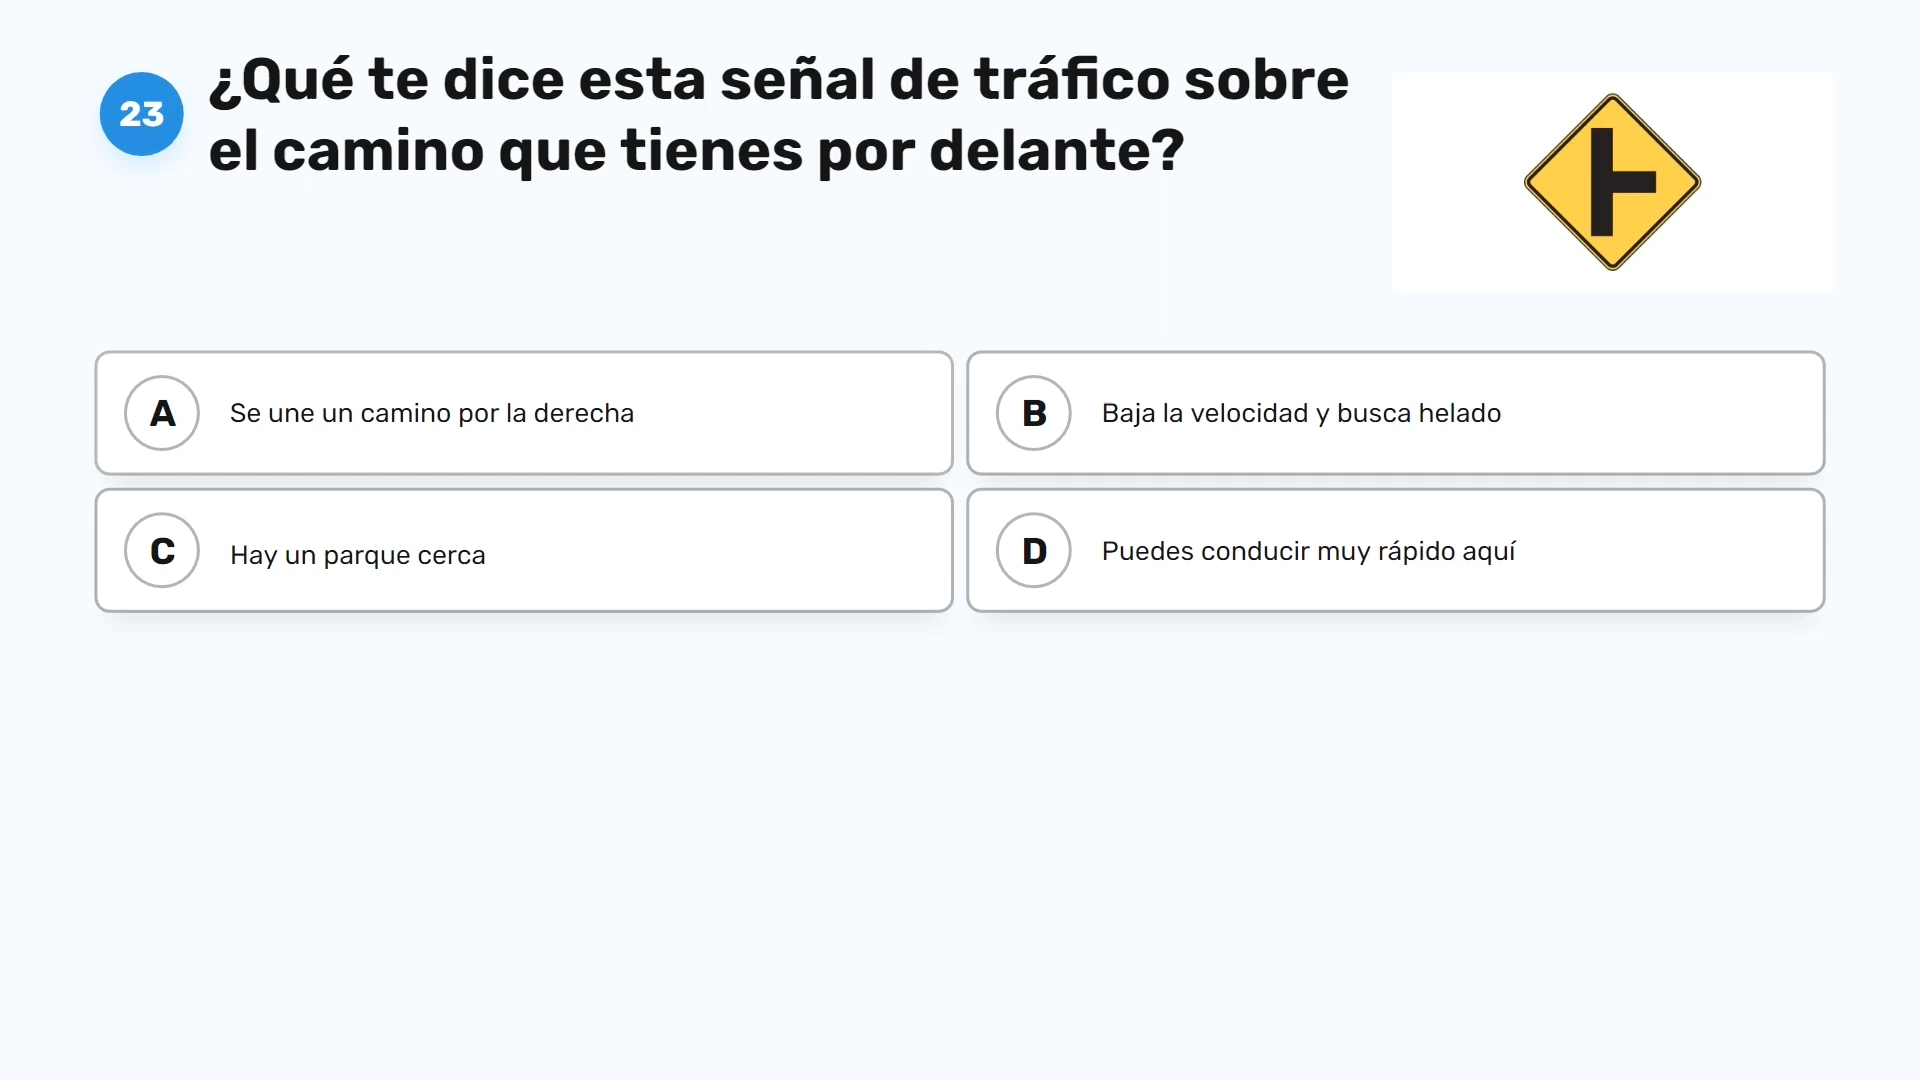 23
¿Qué te dice esta señal de tráfico sobre
el camino que tienes por delante?
A
Se une un camino por la derecha
B
Baja la velocidad y busca helado
C
Hay un parque cerca
D
Puedes conducir muy rápido aquí